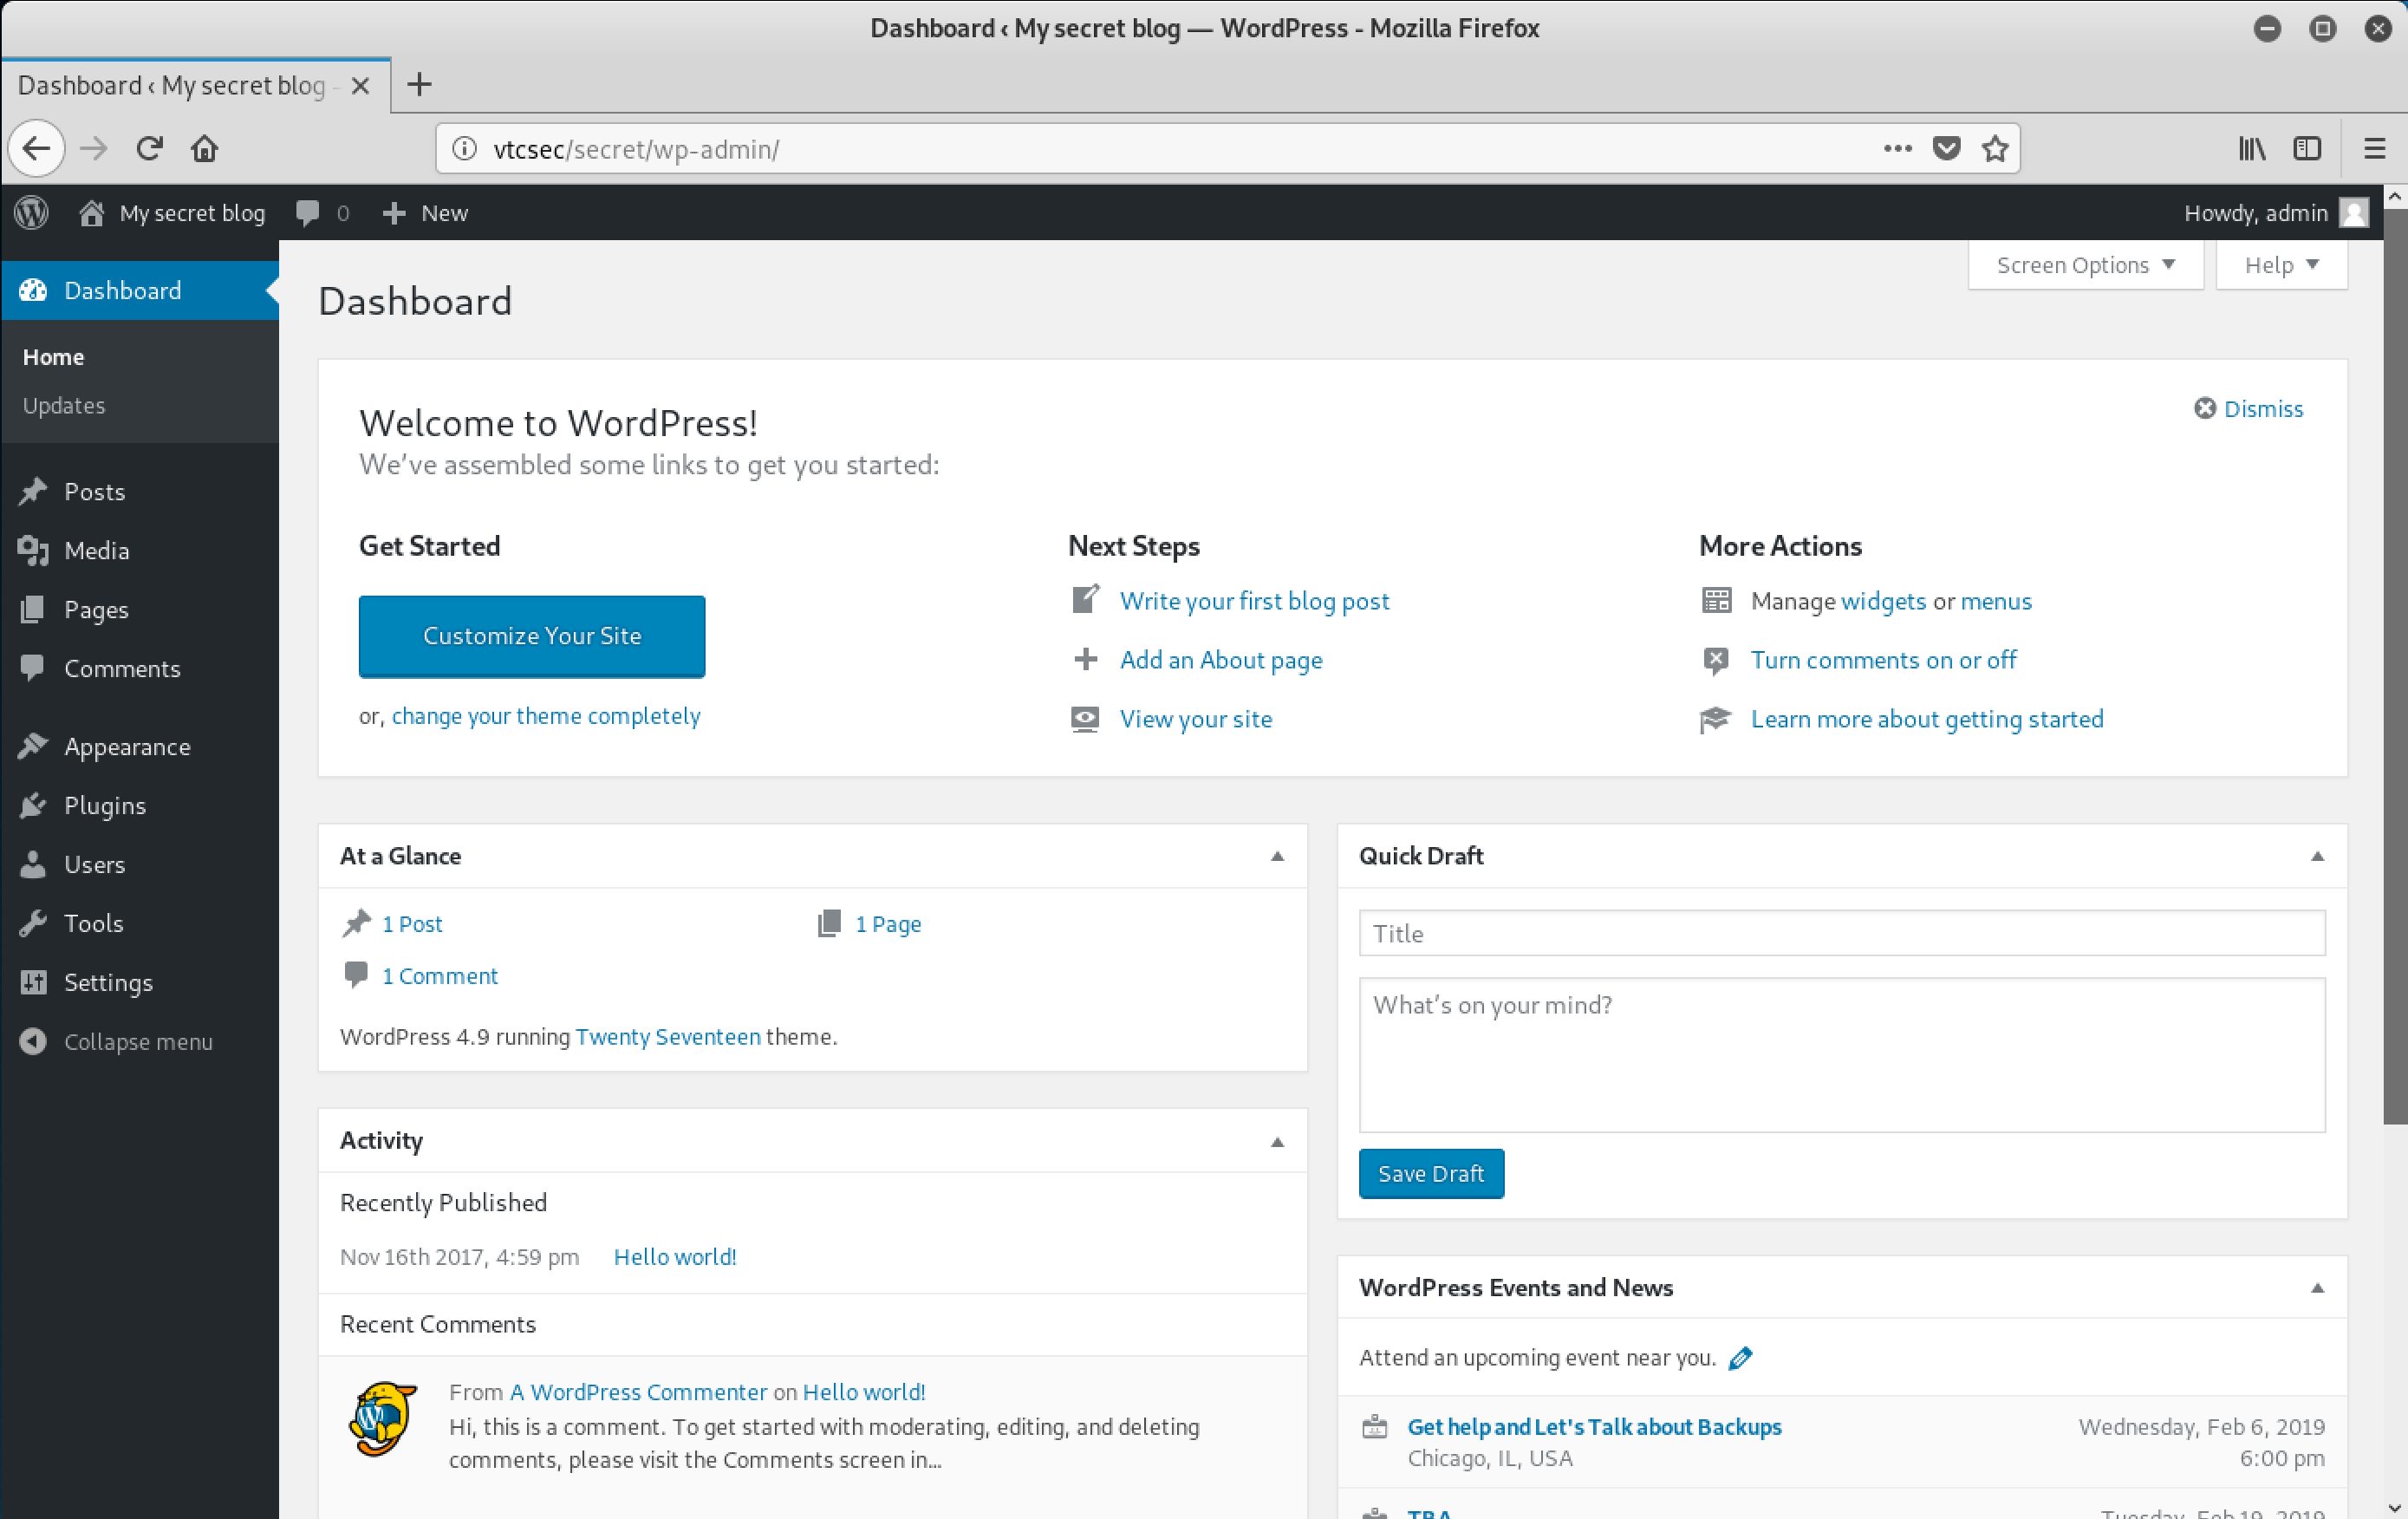 Dashboard ‹ My secret blog — WordPress - Mozilla Firefox
Dashboard ‹ My secret blog -
vtcsec/secret/wp-admin/
My secret blog 0 New Howdy, admin
Screen Options Help
Dashboard
Home
Updates
Posts
Media
Pages
Comments
Appearance
Plugins
Users
Tools
Settings
Collapse menu
Dashboard
Welcome to WordPress!
We've assembled some links to get you started:
Dismiss
Get Started
Customize Your Site
or, change your theme completely
Next Steps
Write your first blog post
Add an About page
View your site
More Actions
Manage widgets or menus
Turn comments on or off
Learn more about getting started
At a Glance
1 Post 1 Page
1 Comment
WordPress 4.9 running Twenty Seventeen theme.
Activity
Recently Published
Nov 16th 2017, 4:59 pm Hello world!
Recent Comments
From A WordPress Commenter on Hello world!
Hi, this is a comment. To get started with moderating, editing, and deleting
comments, please visit the Comments screen in…
Quick Draft
Title
What's on your mind?
Save Draft
WordPress Events and News
Attend an upcoming event near you.
Get help and Let's Talk about Backups Wednesday, Feb 6, 2019
Chicago, IL, USA 6:00 pm
TBA Tuesday, Feb 19, 2019